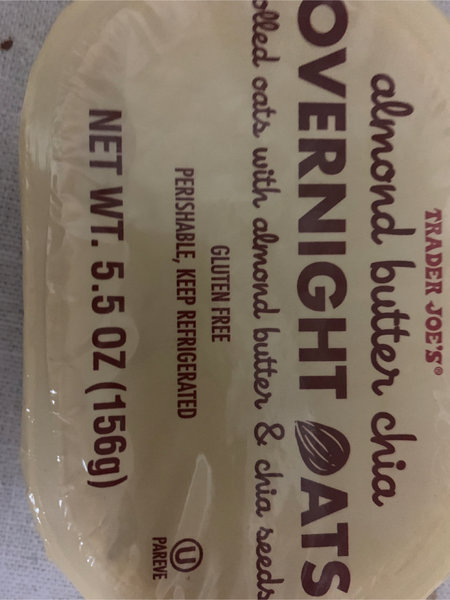 TRADER JOE'S®
almond butter chia
OVERNIGHT OATS
olled oats with almond butter & chia seeds
GLUTEN FREE
PERISHABLE, KEEP REFRIGERATED
NET WT. 5.5 OZ (156g)
U
PAREVE